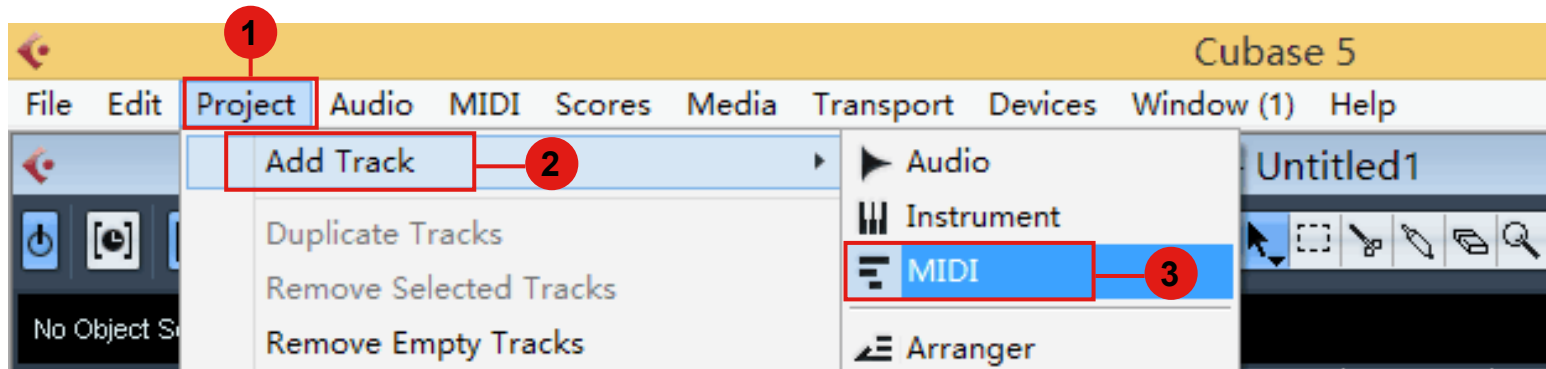 1
Cubase 5
File Edit Project Audio MIDI Scores Media Transport Devices Window (1) Help
Add Track 2 Audio Untitled1
Instrument
Duplicate Tracks
MIDI 3
Remove Selected Tracks
No Object
Remove Empty Tracks
Arranger